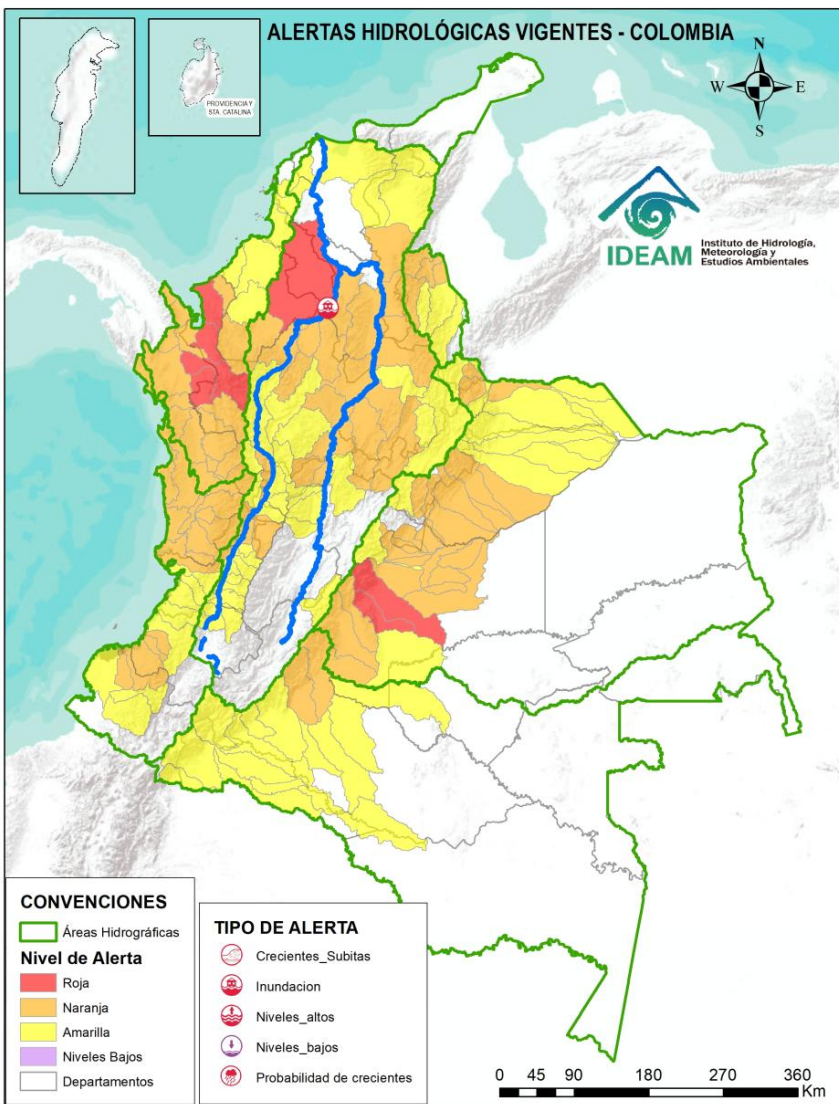 ALERTAS HIDROLÓGICAS VIGENTES - COLOMBIA
PROVIDENCIA Y
STA. CATALINA
N
W E
S
IDEAM
Instituto de Hidrología,
Meteorología y
Estudios Ambientales
CONVENCIONES
Áreas Hidrográficas
Nivel de Alerta
Roja
Naranja
Amarilla
Niveles Bajos
Departamentos
TIPO DE ALERTA
Crecientes_Subitas
Inundacion
Niveles_altos
Niveles_bajos
Probabilidad de crecientes
0 45 90 180 270 360
Km